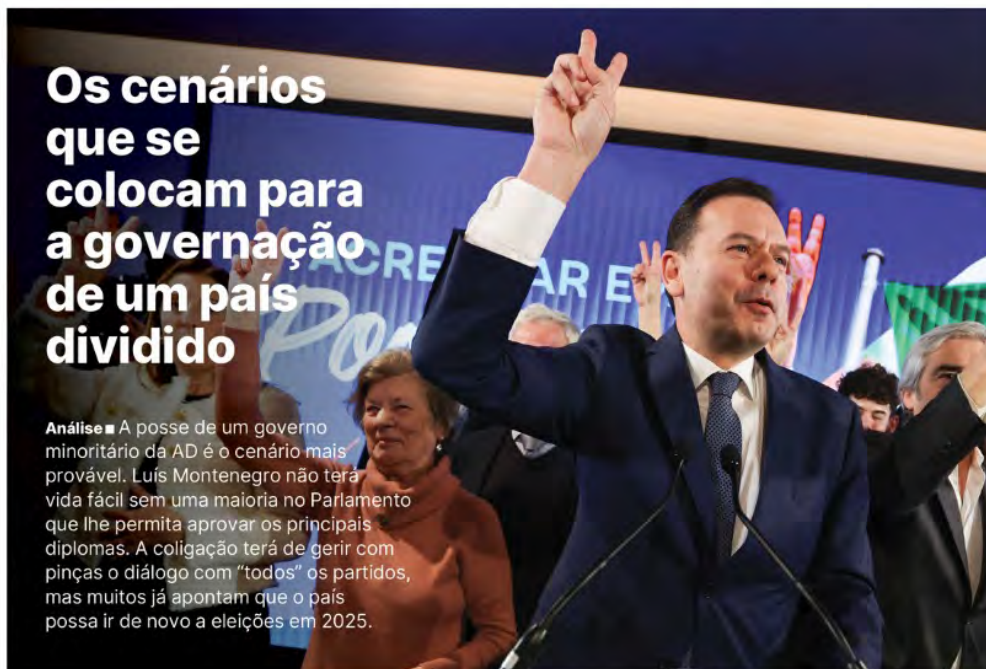 Os cenários
que se
colocam para
a governação
de um país
dividido
Análise ■ A posse de um governo
minoritário da AD é o cenário mais
provável. Luís Montenegro não terá
vida fácil sem uma maioria no Parlamento
que lhe permita aprovar os principais
diplomas. A coligação terá de gerir com
pinças o diálogo com “todos” os partidos,
mas muitos já apontam que o país
possa ir de novo a eleições em 2025.